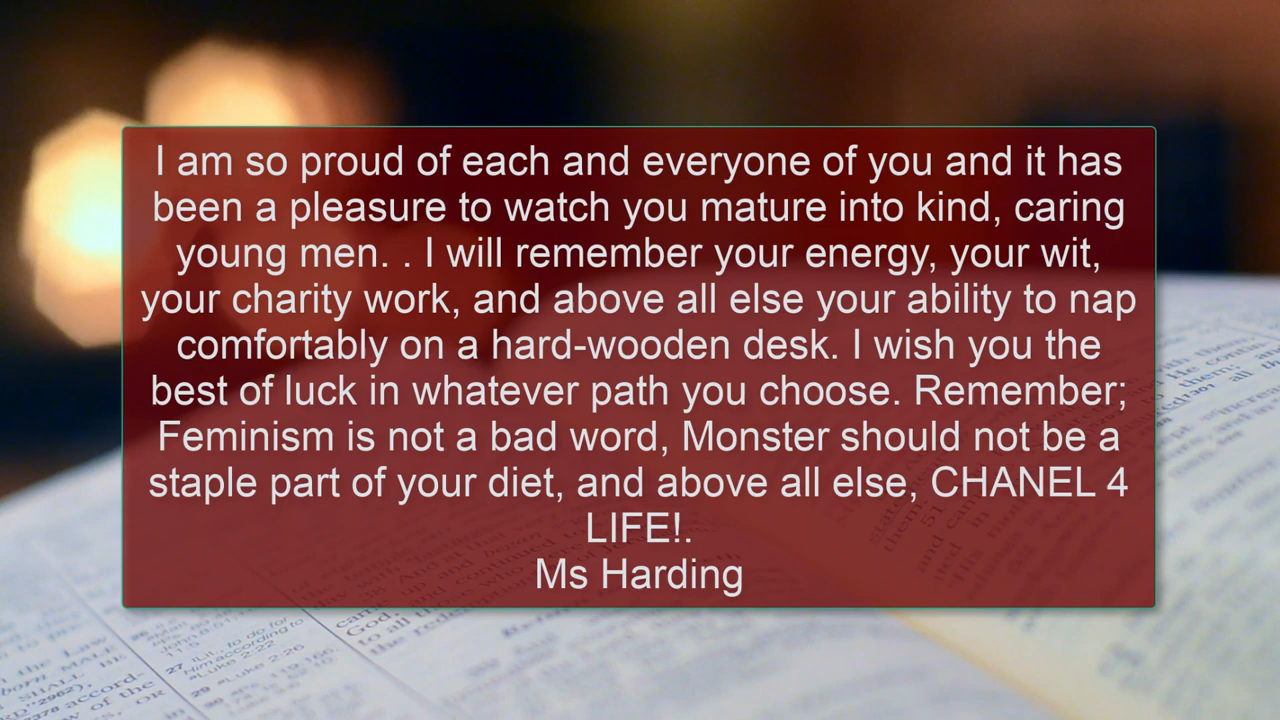 I am so proud of each and everyone of you and it has
been a pleasure to watch you mature into kind, caring
young men. . I will remember your energy, your wit,
your charity work, and above all else your ability to nap
comfortably on a hard-wooden desk. I wish you the
best of luck in whatever path you choose. Remember;
Feminism is not a bad word, Monster should not be a
staple part of your diet, and above all else, CHANEL 4
LIFE!.
Ms Harding